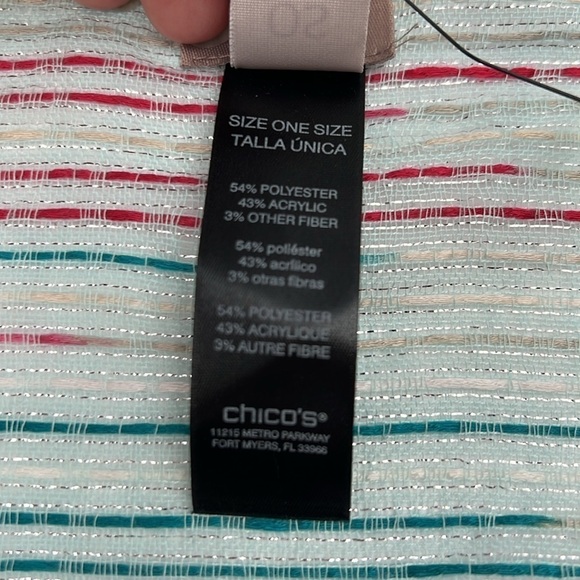 SIZE ONE SIZE
TALLA ÚNICA
54% POLYESTER
43% ACRYLIC
3% OTHER FIBER
54% poliéster
43% acrílico
3% otras fibras
54% POLYESTER
43% ACRYLIQUE
3% AUTRE FIBRE
chico's®
11215 METRO PARKWAY
FORT MYERS, FL 33966